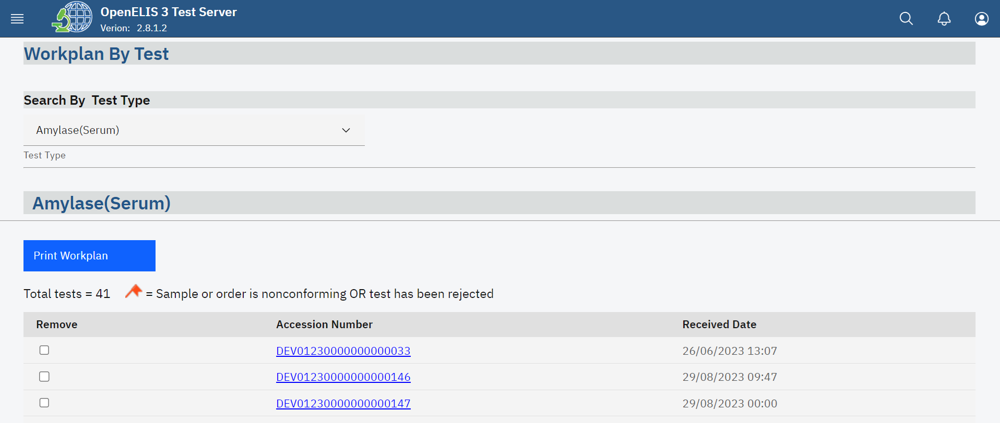 OpenELIS 3 Test Server
Verion: 2.8.1.2
Workplan By Test
Search By Test Type
Amylase(Serum)
Test Type
Amylase(Serum)
Print Workplan
Total tests = 41 = Sample or order is nonconforming OR test has been rejected
Remove Accession Number Received Date
DEV01230000000000033 26/06/2023 13:07
DEV01230000000000146 29/08/2023 09:47
DEV01230000000000147 29/08/2023 00:00